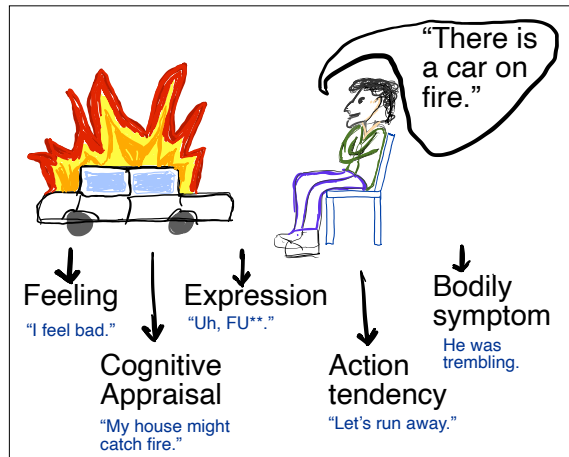 “There is
a car on
fire.”
Feeling
“I feel bad.”
Expression
“Uh, FU**.”
Bodily
symptom
He was
trembling.
Cognitive
Appraisal
“My house might
catch fire.”
Action
tendency
“Let’s run away.”